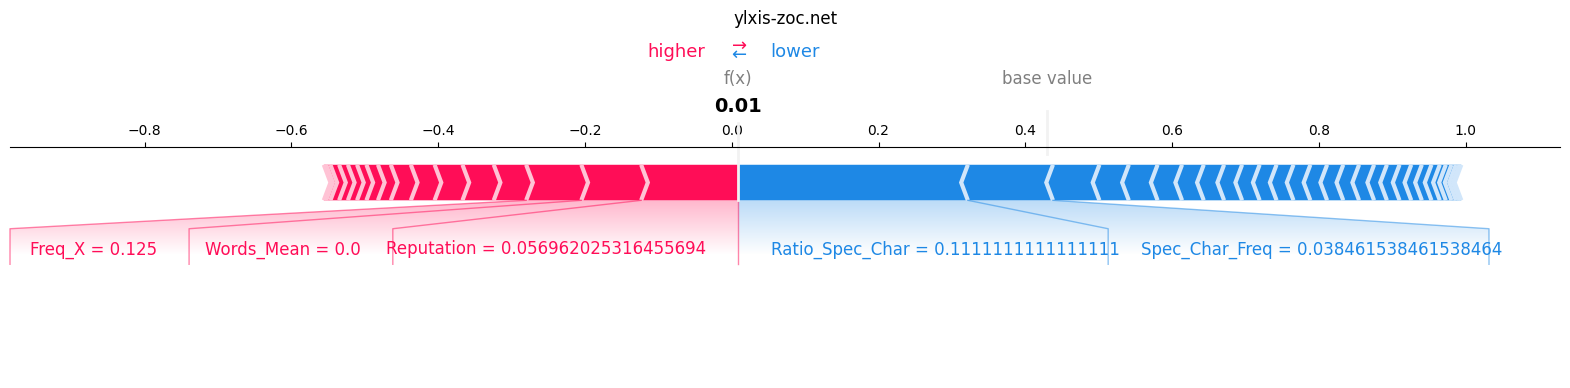 ylxis-zoc.net
higher ⇄ lower
f(x) base value
0.01
−0.8 −0.6 −0.4 −0.2 0.0 0.2 0.4 0.6 0.8 1.0
Freq_X = 0.125 Words_Mean = 0.0 Reputation = 0.056962025316455694 Ratio_Spec_Char = 0.1111111111111111 Spec_Char_Freq = 0.038461538461538464